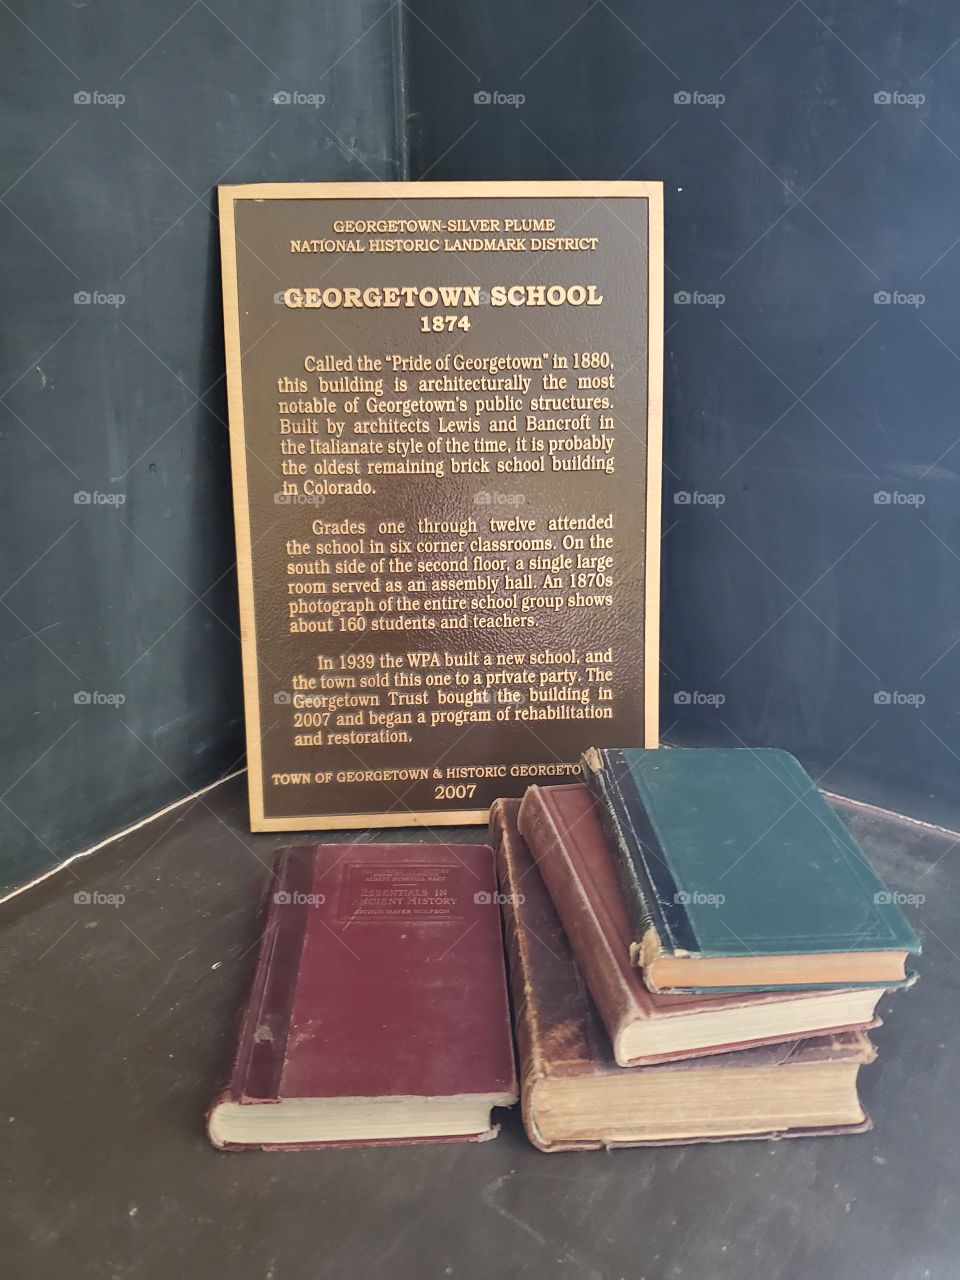 GEORGETOWN-SILVER PLUME
NATIONAL HISTORIC LANDMARK DISTRICT
GEORGETOWN SCHOOL
1874
Called the "Pride of Georgetown" in 1880,
this building is architecturally the most
notable of Georgetown's public structures.
Built by architects Lewis and Bancroft in
the Italianate style of the time, it is probably
the oldest remaining brick school building
in Colorado.
Grades one through twelve attended
the school in six corner classrooms. On the
south side of the second floor, a single large
room served as an assembly hall. An 1870s
photograph of the entire school group shows
about 160 students and teachers.
In 1939 the WPA built a new school, and
the town sold this one to a private party. The
Georgetown Trust bought the building in
2007 and began a program of rehabilitation
and restoration.
TOWN OF GEORGETOWN & HISTORIC GEORGETO
2007
ALBERT BUSHNELL HART
ESSENTIALS IN
ANCIENT HISTORY
ARTHUR MAYER WOLFSON
foap